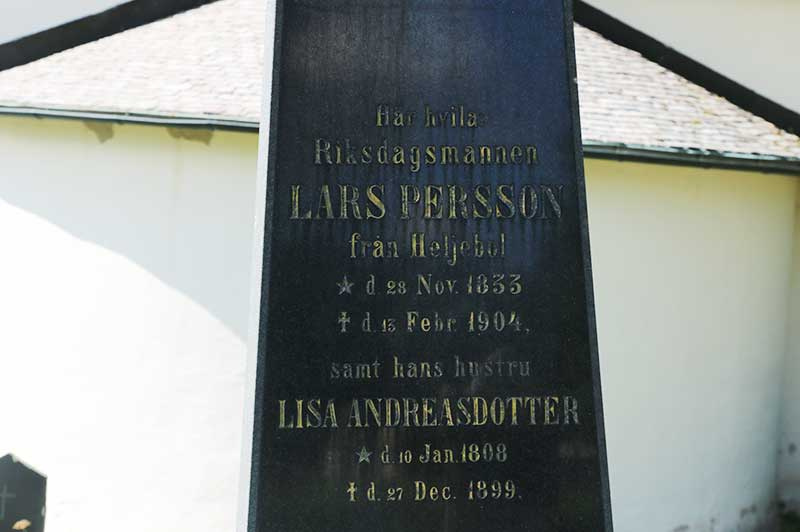 Här hvila:
Riksdagsmannen
LARS PERSSON
från Heljebol
★ d. 28 Nov. 1833
✝ d. 13 Febr. 1904,
samt hans hustru
LISA ANDREASDOTTER
★ d. 10 Jan. 1808
✝ d. 27 Dec. 1899.